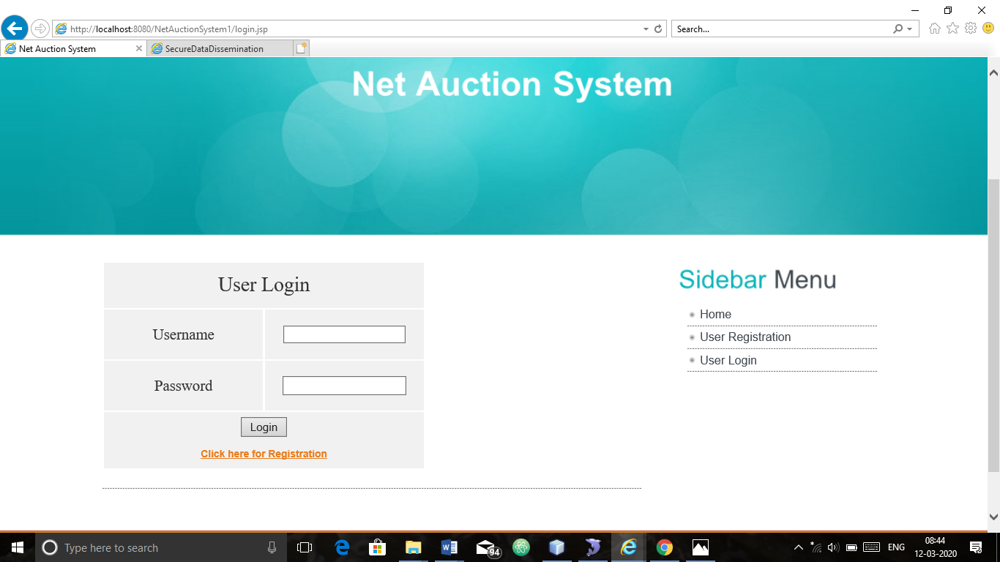 http://localhost:8080/NetAuctionSystem1/login.jsp
Search...
Net Auction System
SecureDataDissemination
Net Auction System
User Login
Username
Password
Login
Click here for Registration
Sidebar Menu
Home
User Registration
User Login
Type here to search
94
ENG
08:44
12-03-2020